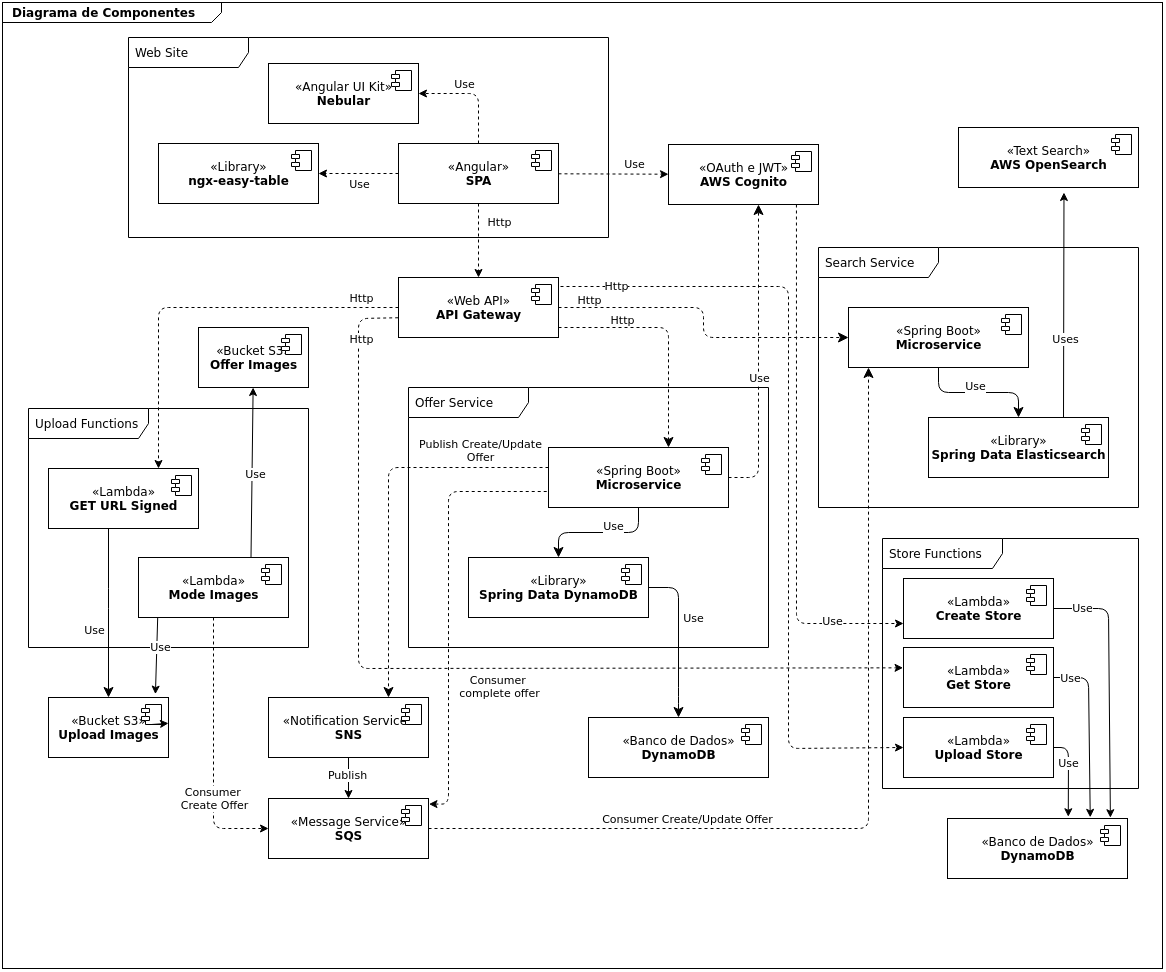 Diagrama de Componentes
Web Site
«Angular UI Kit»
Nebular
Use
«Library»
ngx-easy-table
Use
«Angular»
SPA
Use
«OAuth e JWT»
AWS Cognito
«Text Search»
AWS OpenSearch
Http
Search Service
«Web API»
API Gateway
Http
Http
Http
Http
Http
«Spring Boot»
Microservice
Uses
Use
«Library»
Spring Data Elasticsearch
«Bucket S3
Offer Images
Use
Upload Functions
«Lambda»
GET URL Signed
Use
«Lambda»
Mode Images
Use
Use
«Bucket S3»
Upload Images
Offer Service
Publish Create/Update
Offer
«Spring Boot»
Microservice
Use
«Library»
Spring Data DynamoDB
Use
Consumer
complete offer
«Notification Service
SNS
Publish
Consumer
Create Offer
«Message Service»
SQS
Consumer Create/Update Offer
«Banco de Dados»
DynamoDB
Store Functions
Use
«Lambda»
Create Store
Use
«Lambda»
Get Store
Use
«Lambda»
Upload Store
Use
«Banco de Dados»
DynamoDB